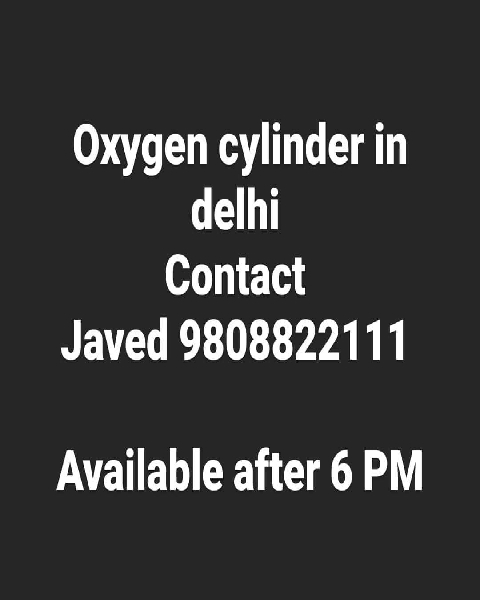 Oxygen cylinder in
delhi
Contact
Javed 9808822111
Available after 6 PM